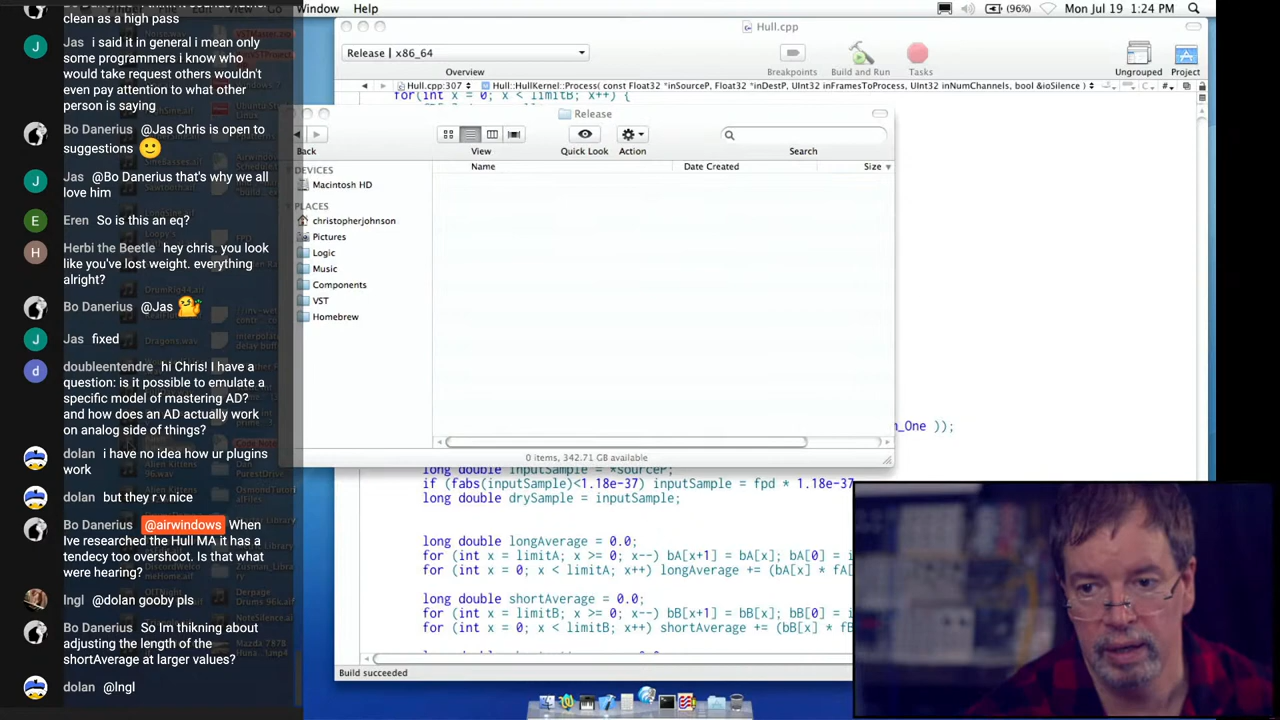 Window Help
(96%) Mon Jul 19 1:24 PM
clean as a high pass
Jas i said it in general i mean only
some programmers i know who
would take request others wouldn't
even pay attention to what other
person is saying
Bo Danerius @Jas Chris is open to
suggestions
Jas @Bo Danerius that's why we all
love him
Eren So is this an eq?
Herbi the Beetle hey chris. you look
like you've lost weight. everything
alright?
Bo Danerius @Jas
Jas fixed
doubleentendre hi Chris! I have a
question: is it possible to emulate a
specific model of mastering AD?
and how does an AD actually work
on analog side of things?
dolan i have no idea how ur plugins
work
dolan but they r v nice
Bo Danerius @airwindows When
Ive researched the Hull MA it has a
tendecy too overshoot. Is that what
were hearing?
lngl @dolan gooby pls
Bo Danerius So Im thikning about
adjusting the length of the
shortAverage at larger values?
dolan @lngl
Hull.cpp
Release | x86_64
Overview
Breakpoints
Build and Run
Tasks
Ungrouped
Project
Hull.cpp:307
Hull::HullKernel::Process( const Float32 *inSourceP, Float32 *inDestP, UInt32 inFramesToProcess, UInt32 inNumChannels, bool &ioSilence )
for(int x = 0; x < limitB; x++) {
Release
Back
View
Quick Look
Action
Search
Name
Date Created
Size
DEVICES
Macintosh HD
PLACES
christopherjohnson
Pictures
Logic
Music
Components
VST
Homebrew
0 items, 342.71 GB available
n_One ));
long double inputSample = *sourceP;
if (fabs(inputSample)<1.18e-37) inputSample = fpd * 1.18e-37
long double drySample = inputSample;
long double longAverage = 0.0;
for (int x = limitA; x >= 0; x--) bA[x+1] = bA[x]; bA[0] = i
for (int x = 0; x < limitA; x++) longAverage += (bA[x] * fA
long double shortAverage = 0.0;
for (int x = limitB; x >= 0; x--) bB[x+1] = bB[x]; bB[0] = i
for (int x = 0; x < limitB; x++) shortAverage += (bB[x] * fB
Build succeeded